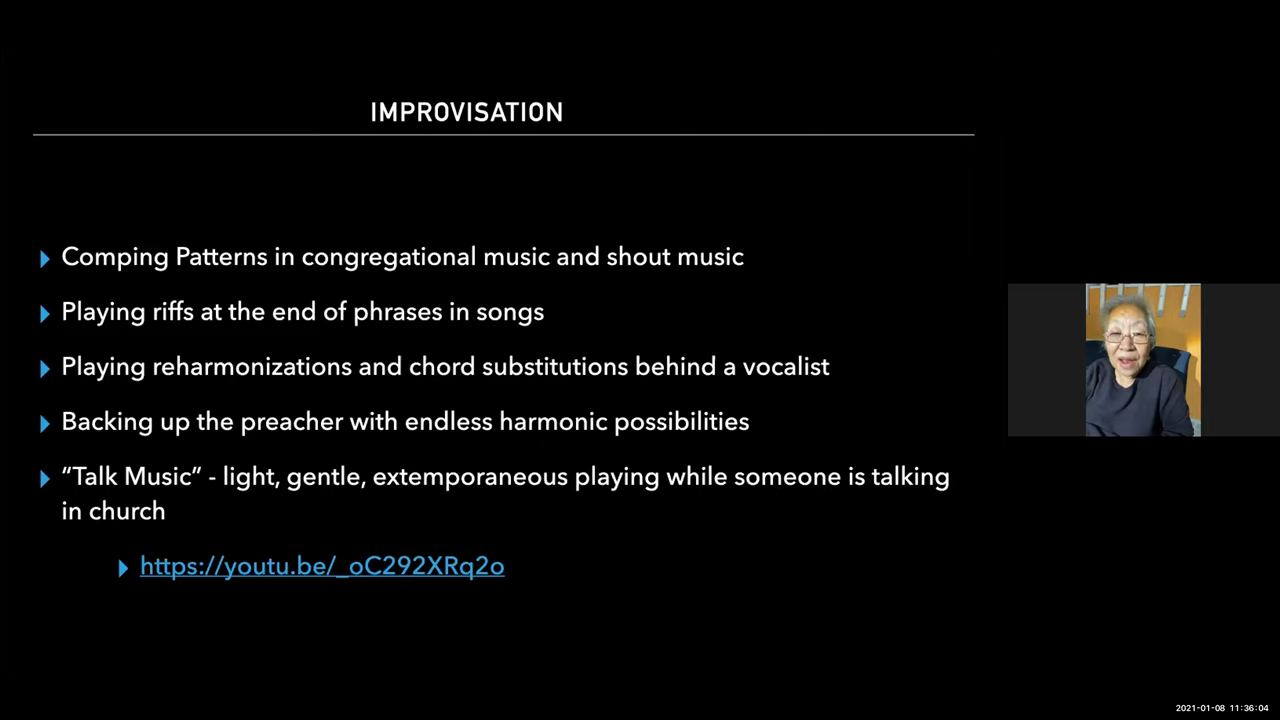 IMPROVISATION
Comping Patterns in congregational music and shout music
Playing riffs at the end of phrases in songs
Playing reharmonizations and chord substitutions behind a vocalist
Backing up the preacher with endless harmonic possibilities
“Talk Music” - light, gentle, extemporaneous playing while someone is talking
in church
https://youtu.be/_oC292XRq2o
2021-01-08 11:36:04